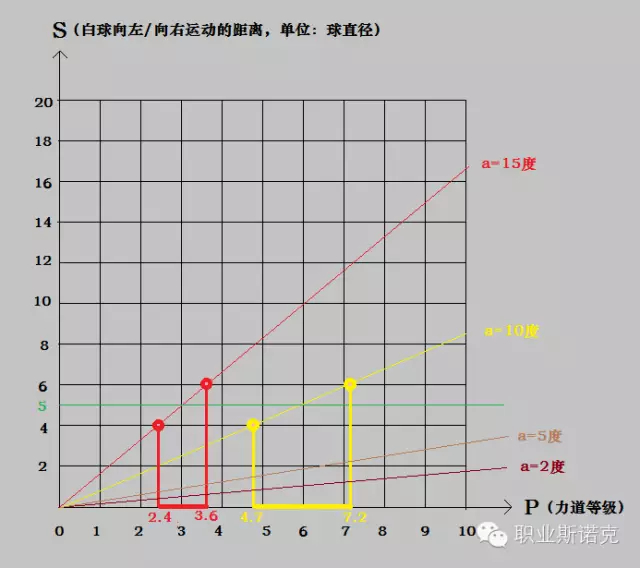 S (白球向左/向右运动的距离，单位：球直径)
20
18
16
a=15度
14
12
10
8
a=10度
6
5
4
a=5度
2
a=2度
P (力道等级)
0 1 2 3 4 5 6 7 8 9 10
2.4 3.6 4.7 7.2
职业斯诺克